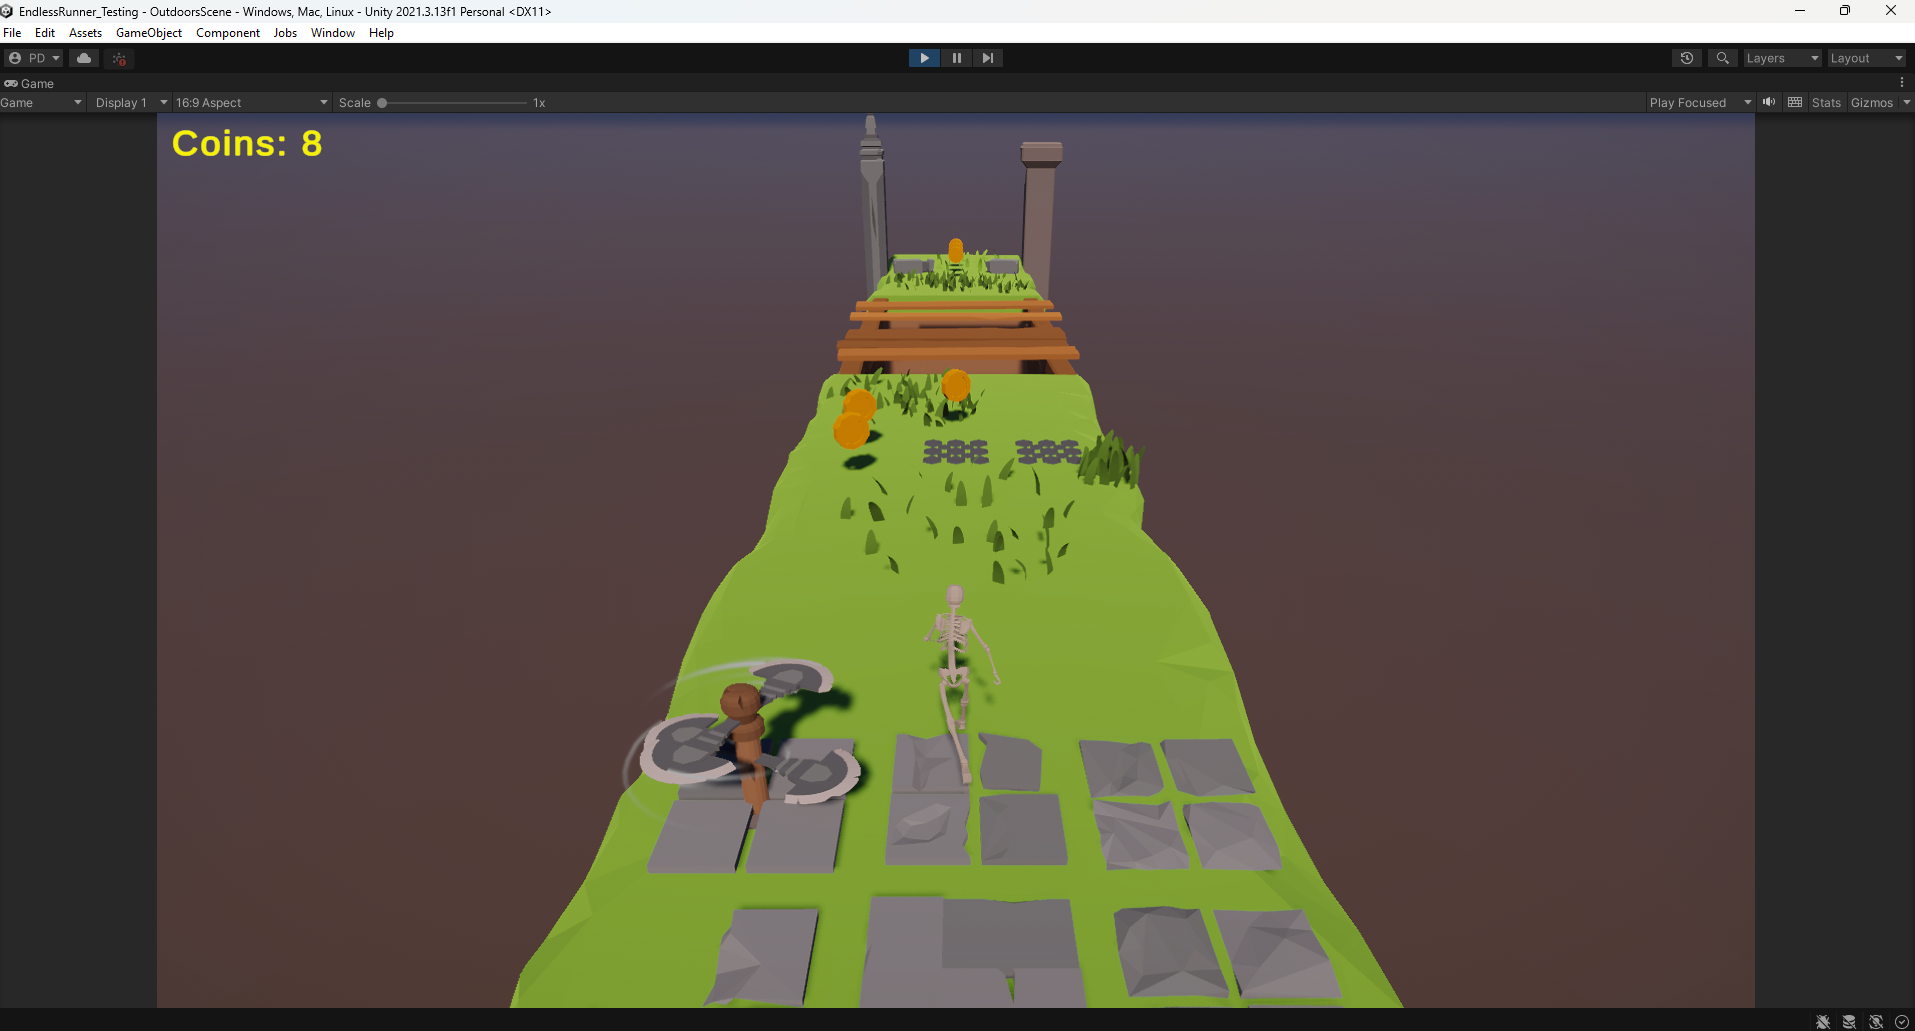 EndlessRunner_Testing - OutdoorsScene - Windows, Mac, Linux - Unity 2021.3.13f1 Personal <DX11>
File Edit Assets GameObject Component Jobs Window Help
PD Layers Layout
Game
Game Display 1 16:9 Aspect Scale 1x Play Focused Stats Gizmos
Coins: 8